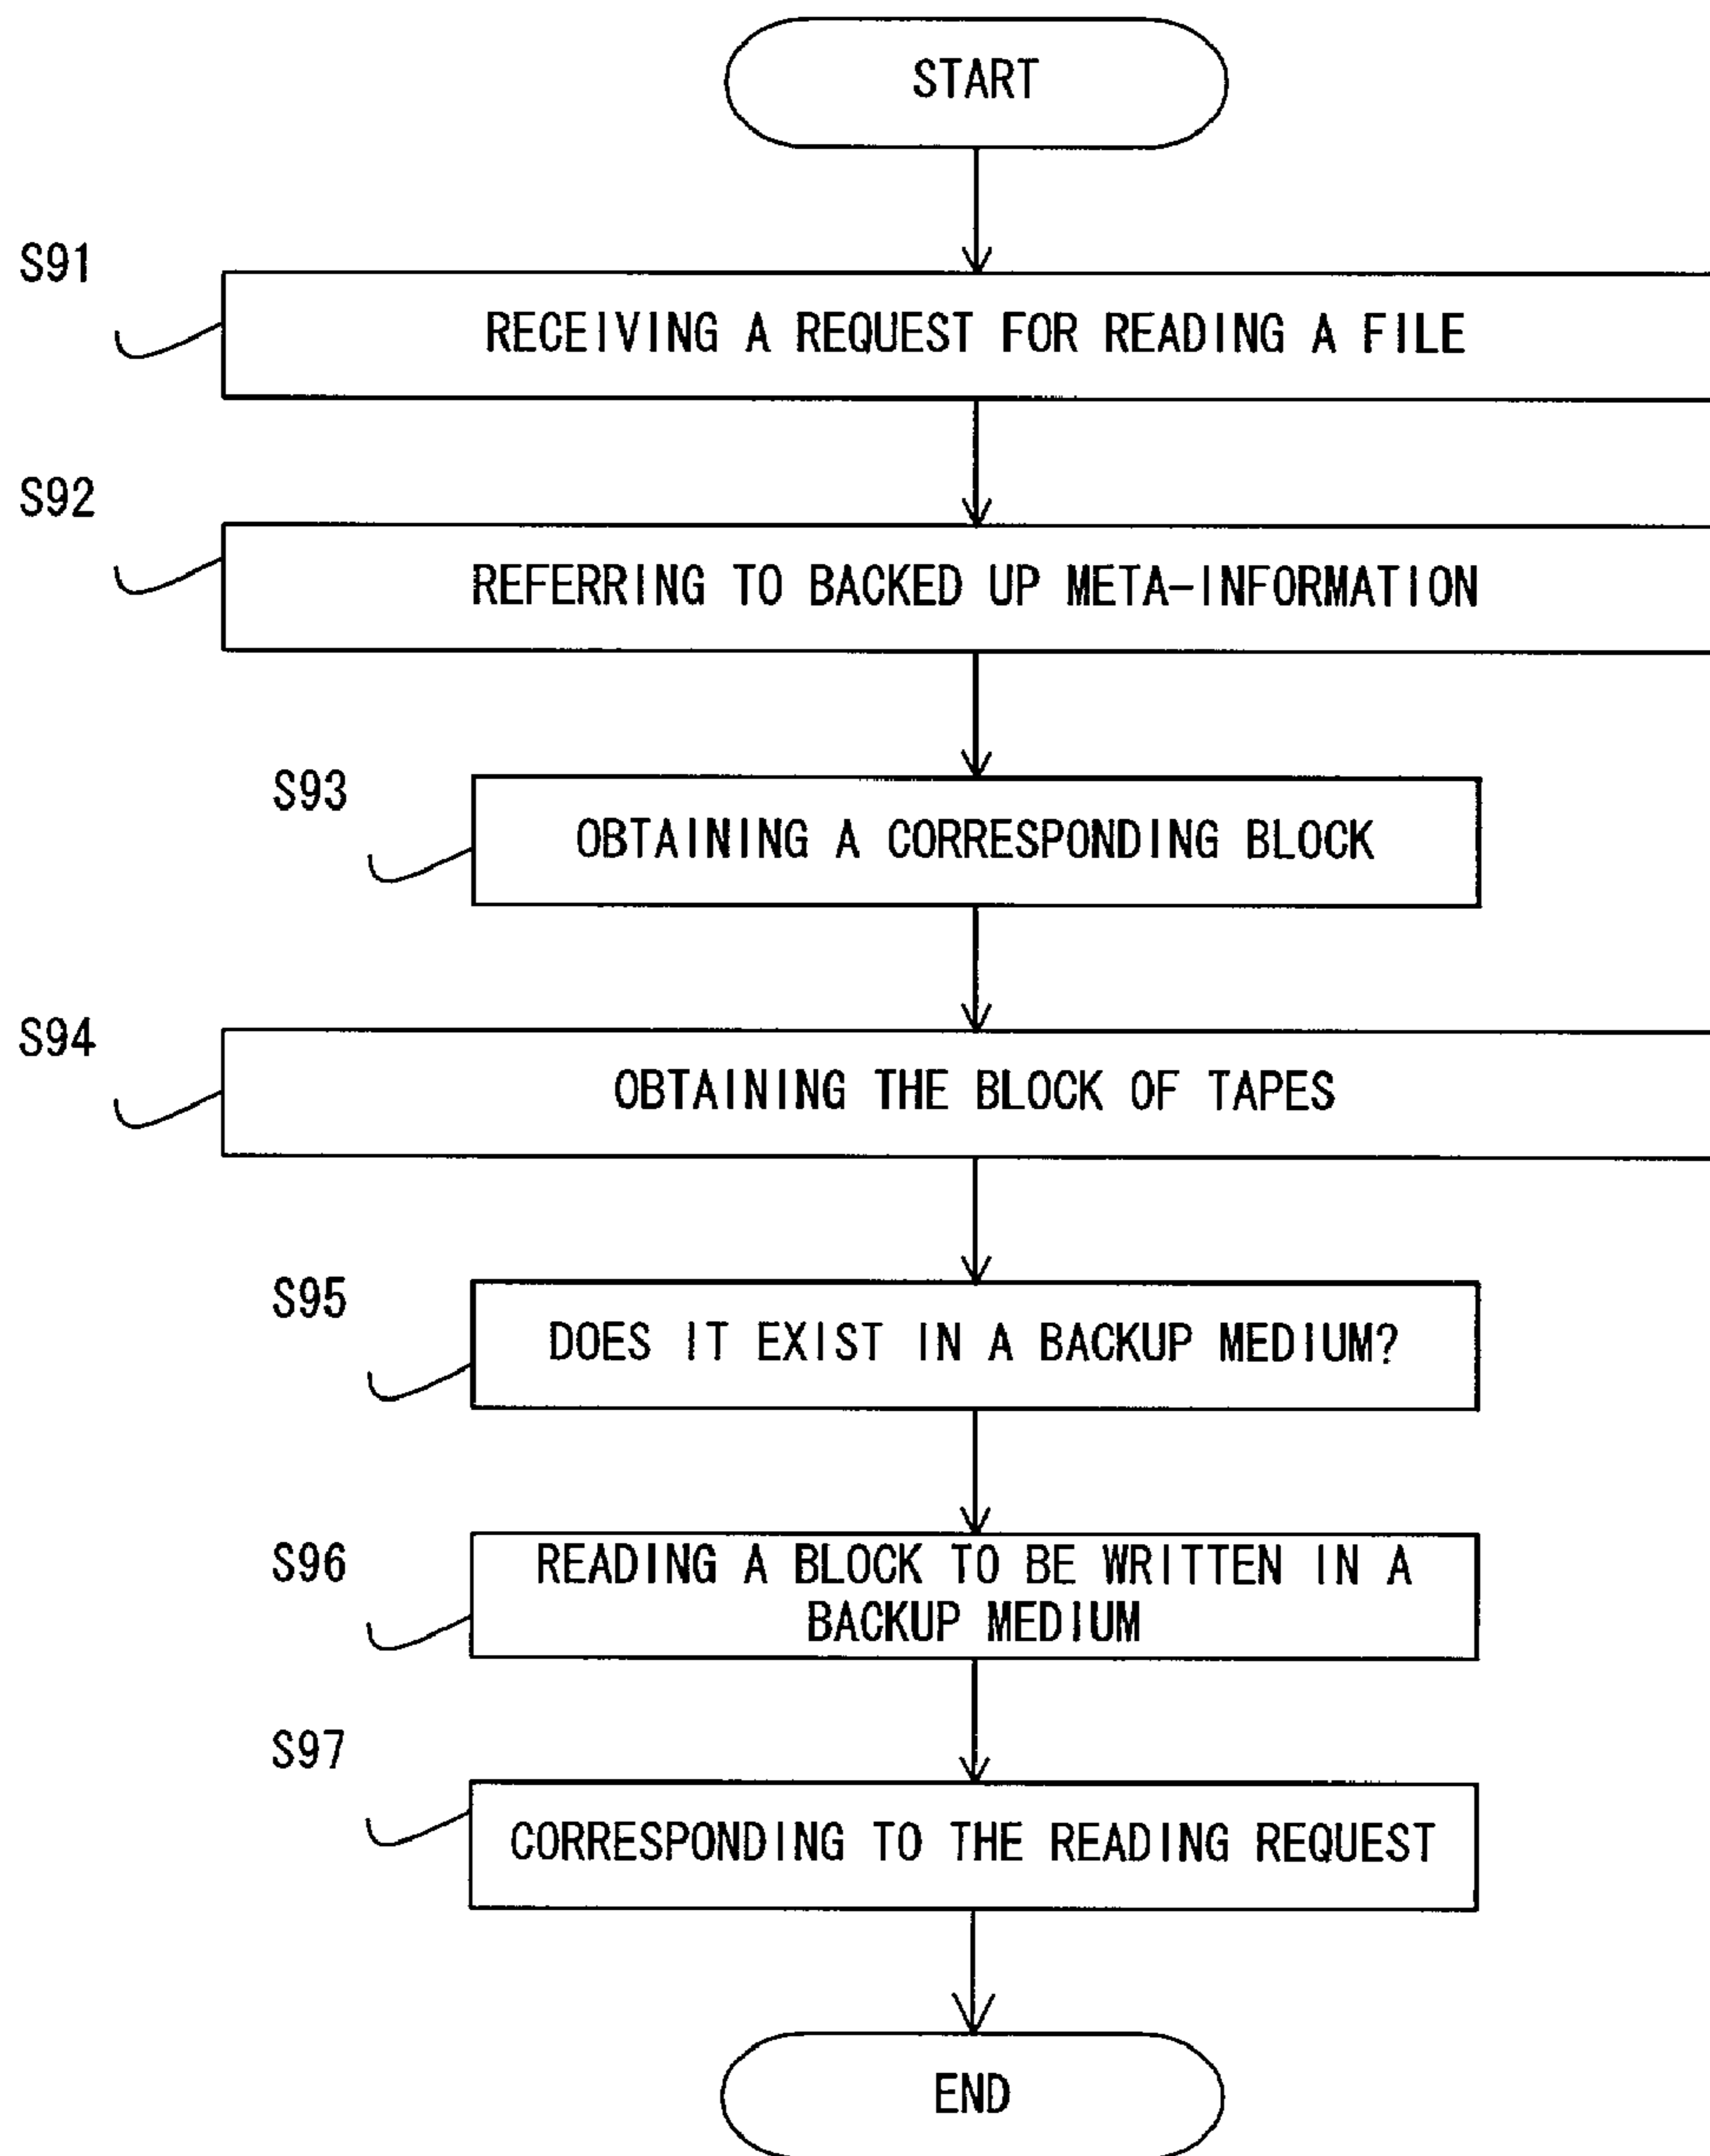 START
S91
RECEIVING A REQUEST FOR READING A FILE
S92
REFERRING TO BACKED UP META-INFORMATION
S93
OBTAINING A CORRESPONDING BLOCK
S94
OBTAINING THE BLOCK OF TAPES
S95
DOES IT EXIST IN A BACKUP MEDIUM?
S96
READING A BLOCK TO BE WRITTEN IN A
BACKUP MEDIUM
S97
CORRESPONDING TO THE READING REQUEST
END